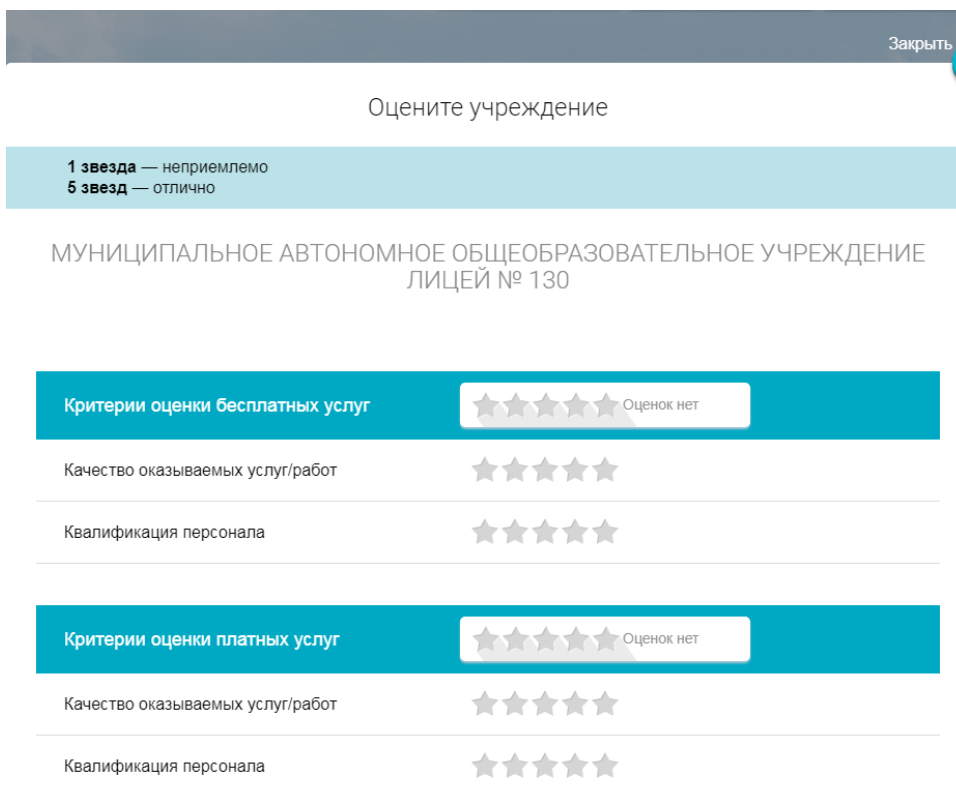 Закрыть
Оцените учреждение
1 звезда — неприемлемо
5 звезд — отлично
МУНИЦИПАЛЬНОЕ АВТОНОМНОЕ ОБЩЕОБРАЗОВАТЕЛЬНОЕ УЧРЕЖДЕНИЕ
ЛИЦЕЙ № 130
Критерии оценки бесплатных услуг Оценок нет
Качество оказываемых услуг/работ
Квалификация персонала
Критерии оценки платных услуг Оценок нет
Качество оказываемых услуг/работ
Квалификация персонала